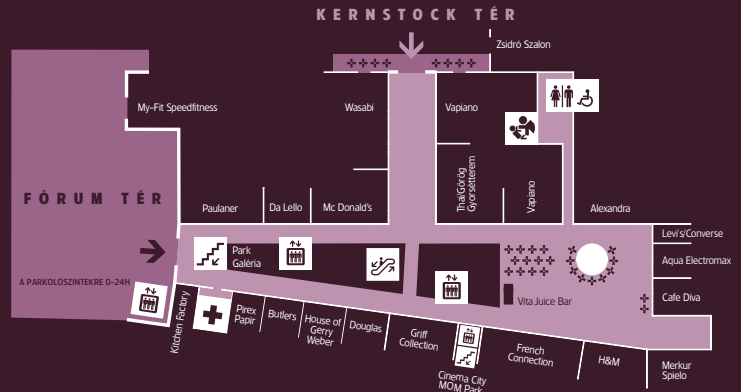 KERNSTOCK TÉR
Zsidró Szalon
My-Fit Speedfitness
Wasabi
Vapiano
FÓRUM TÉR
Thai/Görög
Gyorsétterem
Vapiano
Paulaner
Da Lello
Mc Donald's
Alexandra
Levi's/Converse
Park
Galéria
Aqua Electromax
A PARKOLÓSZINTEKRE 0-24H
Vita Juice Bar
Cafe Diva
Kitchen Factory
Pirex
Papír
Butlers
House of
Gerry
Weber
Douglas
Griff
Collection
Cinema City
MOM Park
French
Connection
H&M
Merkur
Spielo